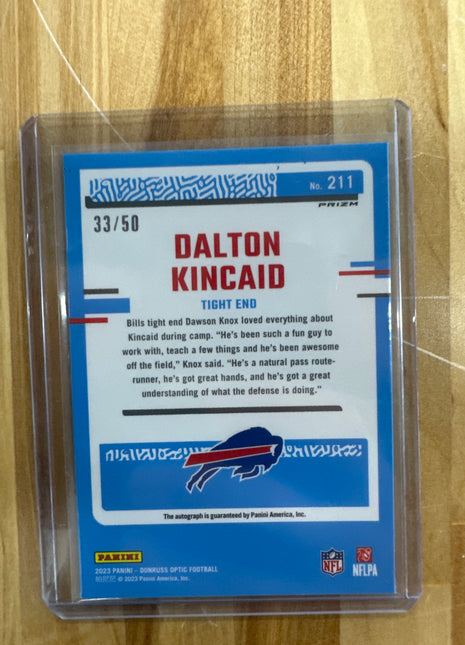 No. 211
PRIZM
33/50
DALTON
KINCAID
TIGHT END
Bills tight end Dawson Knox loved everything about
Kincaid during camp. “He’s been such a fun guy to
work with, teach a few things and he’s been awesome
off the field,” Knox said. “He’s a natural pass route-
runner, he’s got great hands, and he’s got a great
understanding of what the defense is doing.”
The autograph is guaranteed by Panini America, Inc.
PANINI
2023 PANINI - DONRUSS OPTIC FOOTBALL
© 2023 Panini America, Inc.
NFL
NFLPA